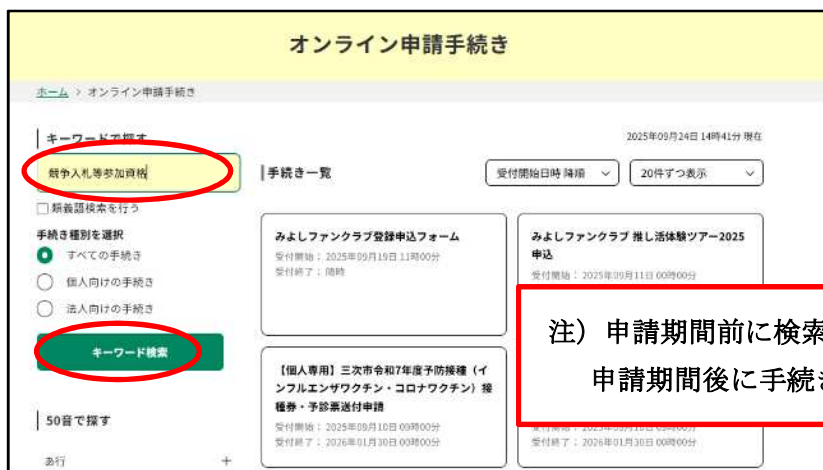 オンライン申請手続き
ホーム > オンライン申請手続き
キーワードで探す
2025年09月24日 14時41分 現在
競争入札等参加資格
手続き一覧
受付開始日時 降順
20件ずつ表示
類義語検索を行う
手続き種別を選択
すべての手続き
個人向けの手続き
法人向けの手続き
キーワード検索
50音で探す
あ行 +
みよしファンクラブ登録申込フォーム
受付開始：2025年09月19日 11時00分
受付終了：随時
みよしファンクラブ 推し活体験ツアー2025
申込
受付開始：2025年09月11日 00時00分
【個人専用】三次市令和7年度予防接種（イ
ンフルエンザワクチン・コロナワクチン）接
種券・予診票送付申請
受付開始：2025年09月10日 09時00分
受付終了：2026年01月30日 00時00分
注）申請期間前に検索
申請期間後に手続き
受付終了：2026年01月30日 00時00分